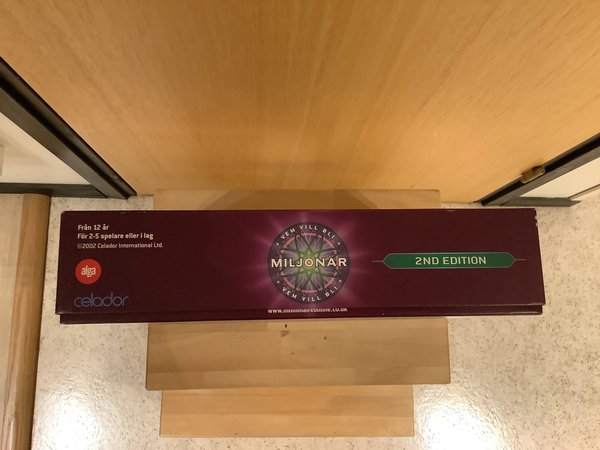 Från 12 år
För 2-5 spelare eller i lag
©2002 Celador International Ltd.
alga
celador
VEM VILL BLI
MILJONÄR
VEM VILL BLI
2ND EDITION